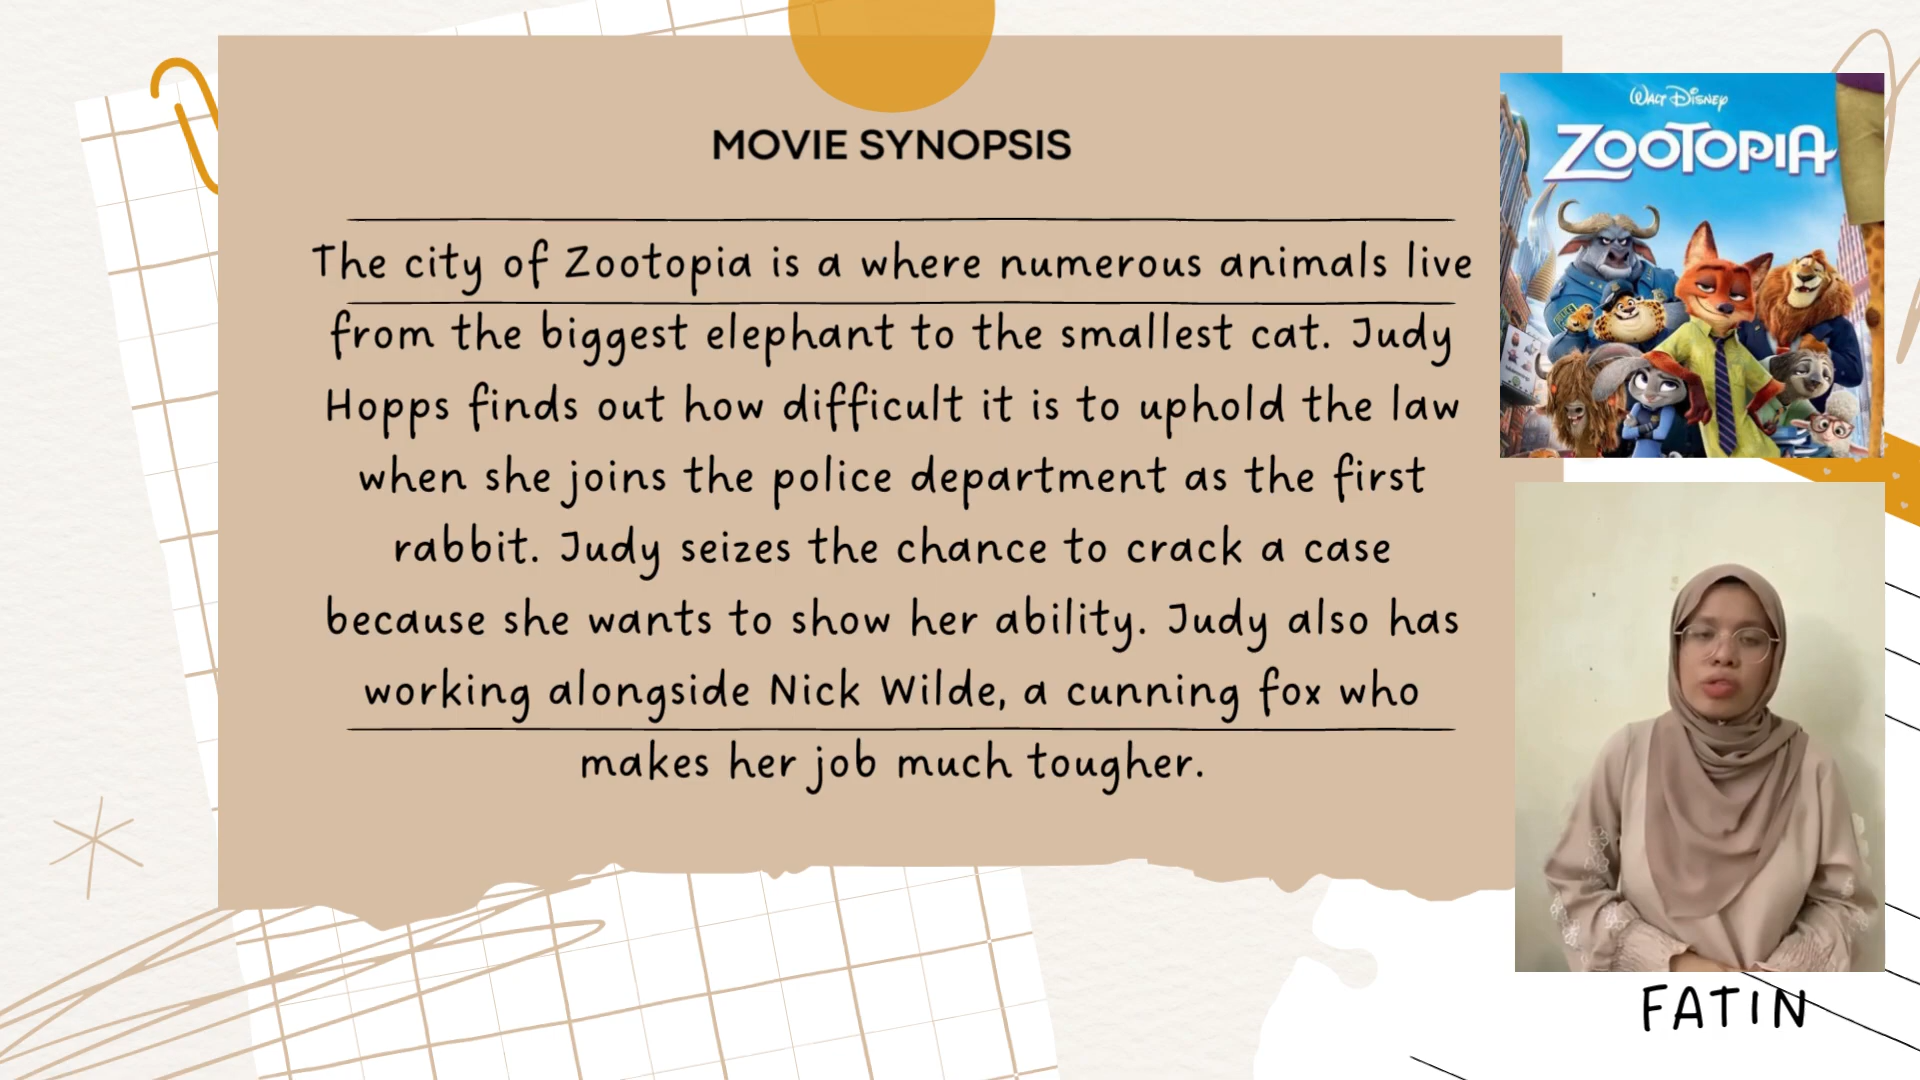 MOVIE SYNOPSIS
The city of Zootopia is a where numerous animals live
from the biggest elephant to the smallest cat. Judy
Hopps finds out how difficult it is to uphold the law
when she joins the police department as the first
rabbit. Judy seizes the chance to crack a case
because she wants to show her ability. Judy also has
working alongside Nick Wilde, a cunning fox who
makes her job much tougher.
WALT DISNEY
ZOOTOPIA
FATIN